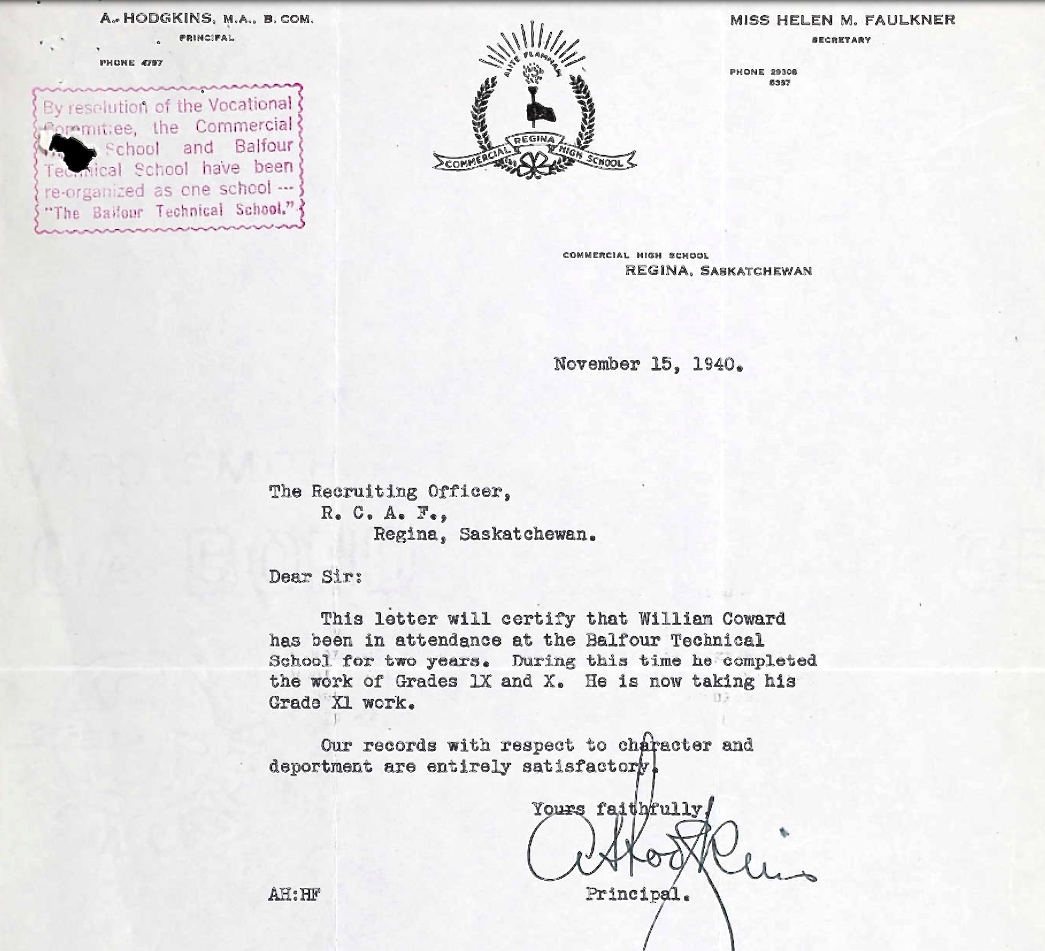 A. HODGKINS, M.A., B. COM.
PRINCIPAL
PHONE 4797
MISS HELEN M. FAULKNER
SECRETARY
PHONE 29308
5357
By resolution of the Vocational
Committee, the Commercial
School and Balfour
Technical School have been
re-organized as one school ---
"The Balfour Technical School."
ALITE FLAMMAM
COMMERCIAL REGINA HIGH SCHOOL
COMMERCIAL HIGH SCHOOL
REGINA, SASKATCHEWAN
November 15, 1940.
The Recruiting Officer,
R. C. A. F.,
Regina, Saskatchewan.
Dear Sir:
This letter will certify that William Coward
has been in attendance at the Balfour Technical
School for two years. During this time he completed
the work of Grades 1X and X. He is now taking his
Grade X1 work.
Our records with respect to character and
deportment are entirely satisfactory.
Yours faithfully,
A Hodgkins
AH:HF
Principal.